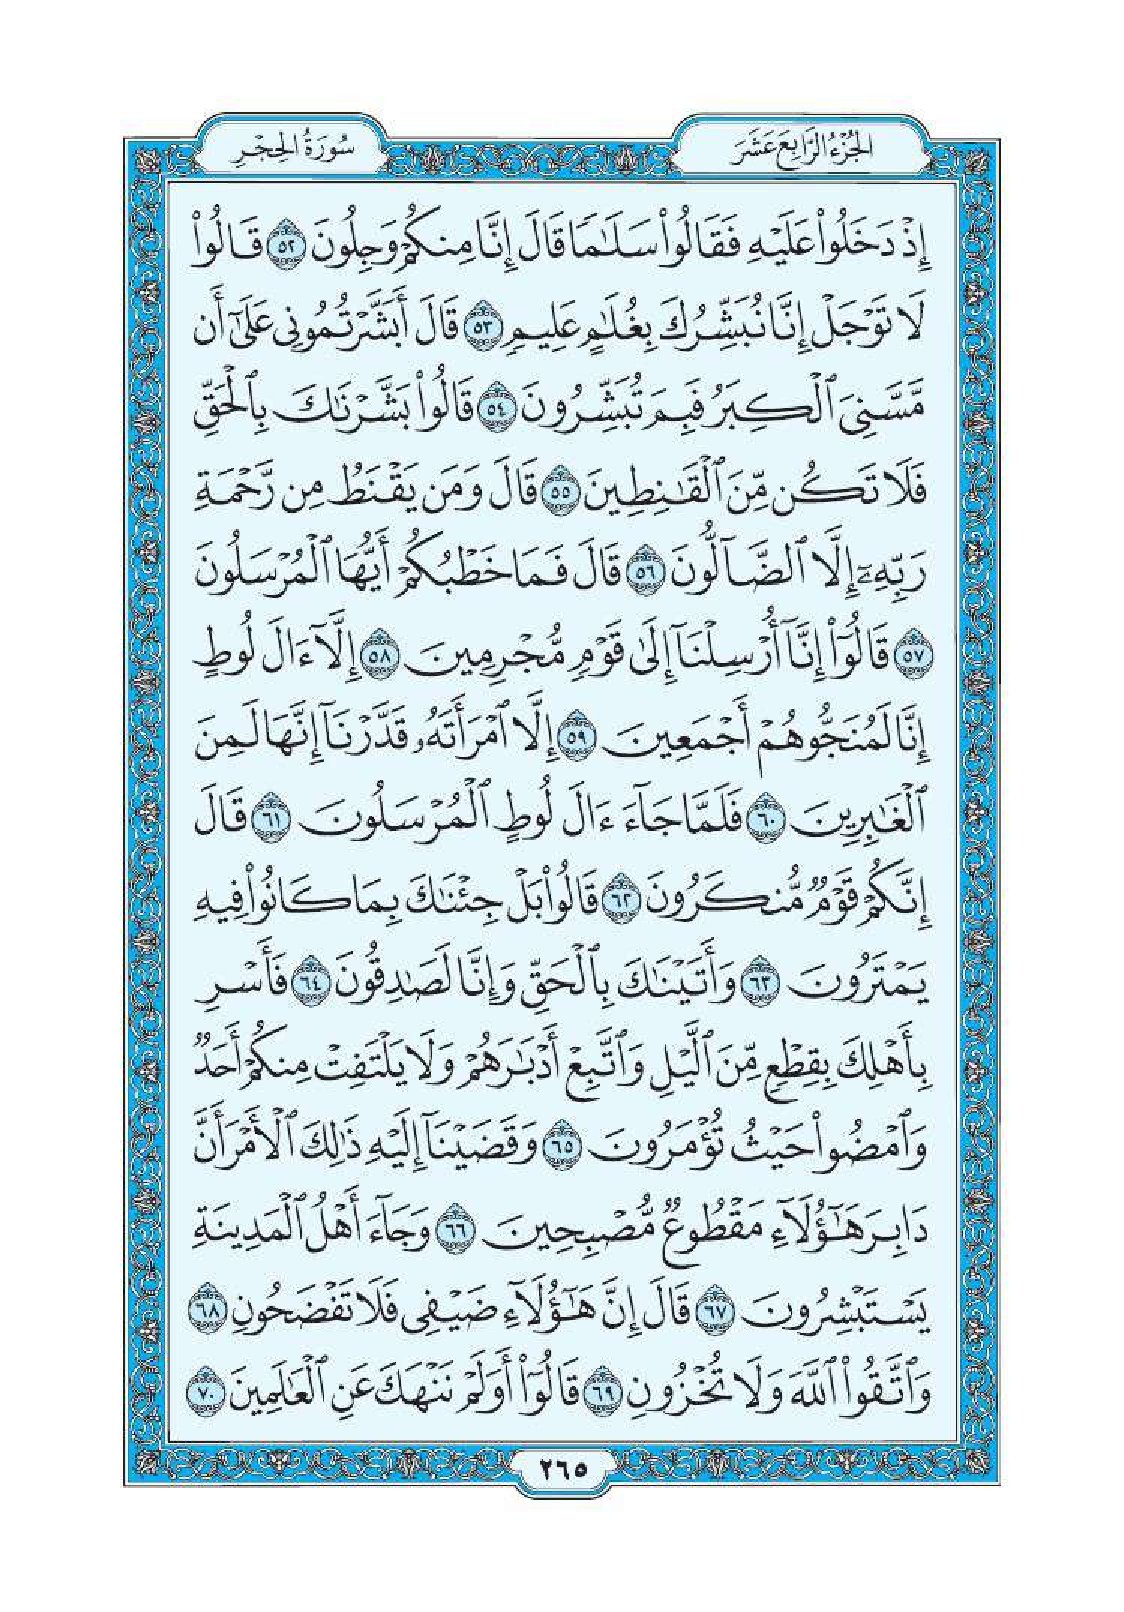 الجُزْءُ الرَّابِعَ عَشَرَ
سُورَةُ الحِجْرِ
إِذْ دَخَلُوا۟ عَلَيْهِ فَقَالُوا۟ سَلَٰمًا قَالَ إِنَّا مِنكُمْ وَجِلُونَ ٥٢ قَالُوا۟
لَا تَوْجَلْ إِنَّا نُبَشِّرُكَ بِغُلَٰمٍ عَلِيمٍ ٥٣ قَالَ أَبَشَّرْتُمُونِى عَلَىٰٓ أَن
مَّسَّنِىَ ٱلْكِبَرُ فَبِمَ تُبَشِّرُونَ ٥٤ قَالُوا۟ بَشَّرْنَٰكَ بِٱلْحَقِّ
فَلَا تَكُن مِّنَ ٱلْقَٰنِطِينَ ٥٥ قَالَ وَمَن يَقْنَطُ مِن رَّحْمَةِ
رَبِّهِۦٓ إِلَّا ٱلضَّآلُّونَ ٥٦ قَالَ فَمَا خَطْبُكُمْ أَيُّهَا ٱلْمُرْسَلُونَ
٥٧ قَالُوٓا۟ إِنَّآ أُرْسِلْنَآ إِلَىٰ قَوْمٍ مُّجْرِمِينَ ٥٨ إِلَّآ ءَالَ لُوطٍ
إِنَّا لَمُنَجُّوهُمْ أَجْمَعِينَ ٥٩ إِلَّا ٱمْرَأَتَهُۥ قَدَّرْنَآ إِنَّهَا لَمِنَ
ٱلْغَٰبِرِينَ ٦٠ فَلَمَّا جَآءَ ءَالَ لُوطٍ ٱلْمُرْسَلُونَ ٦١ قَالَ
إِنَّكُمْ قَوْمٌ مُّنكَرُونَ ٦٢ قَالُوا۟ بَلْ جِئْنَٰكَ بِمَا كَانُوا۟ فِيهِ
يَمْتَرُونَ ٦٣ وَأَتَيْنَٰكَ بِٱلْحَقِّ وَإِنَّا لَصَٰدِقُونَ ٦٤ فَأَسْرِ
بِأَهْلِكَ بِقِطْعٍ مِّنَ ٱلَّيْلِ وَٱتَّبِعْ أَدْبَٰرَهُمْ وَلَا يَلْتَفِتْ مِنكُمْ أَحَدٌ
وَٱمْضُوا۟ حَيْثُ تُؤْمَرُونَ ٦٥ وَقَضَيْنَآ إِلَيْهِ ذَٰلِكَ ٱلْأَمْرَ أَنَّ
دَابِرَ هَٰٓؤُلَآءِ مَقْطُوعٌ مُّصْبِحِينَ ٦٦ وَجَآءَ أَهْلُ ٱلْمَدِينَةِ
يَسْتَبْشِرُونَ ٦٧ قَالَ إِنَّ هَٰٓؤُلَآءِ ضَيْفِى فَلَا تَفْضَحُونِ ٦٨
وَٱتَّقُوا۟ ٱللَّهَ وَلَا تُخْزُونِ ٦٩ قَالُوٓا۟ أَوَلَمْ نَنْهَكَ عَنِ ٱلْعَٰلَمِينَ ٧٠
٢٦٥